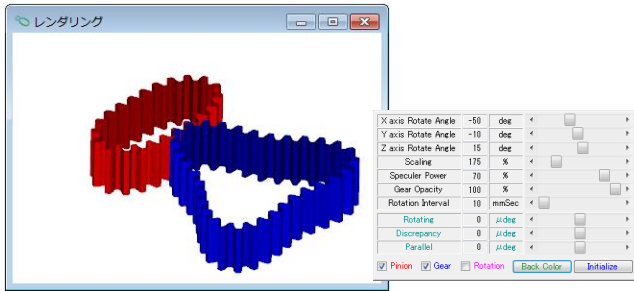 レンダリング
X axis Rotate Angle -50 deg
Y axis Rotate Angle -10 deg
Z axis Rotate Angle 15 deg
Scaling 175 %
Speculer Power 70 %
Gear Opacity 100 %
Rotation Interval 10 mmSec
Rotating 0 μdeg
Discrepancy 0 μdeg
Parallel 0 μdeg
Pinion Gear Rotation Back Color Initialize